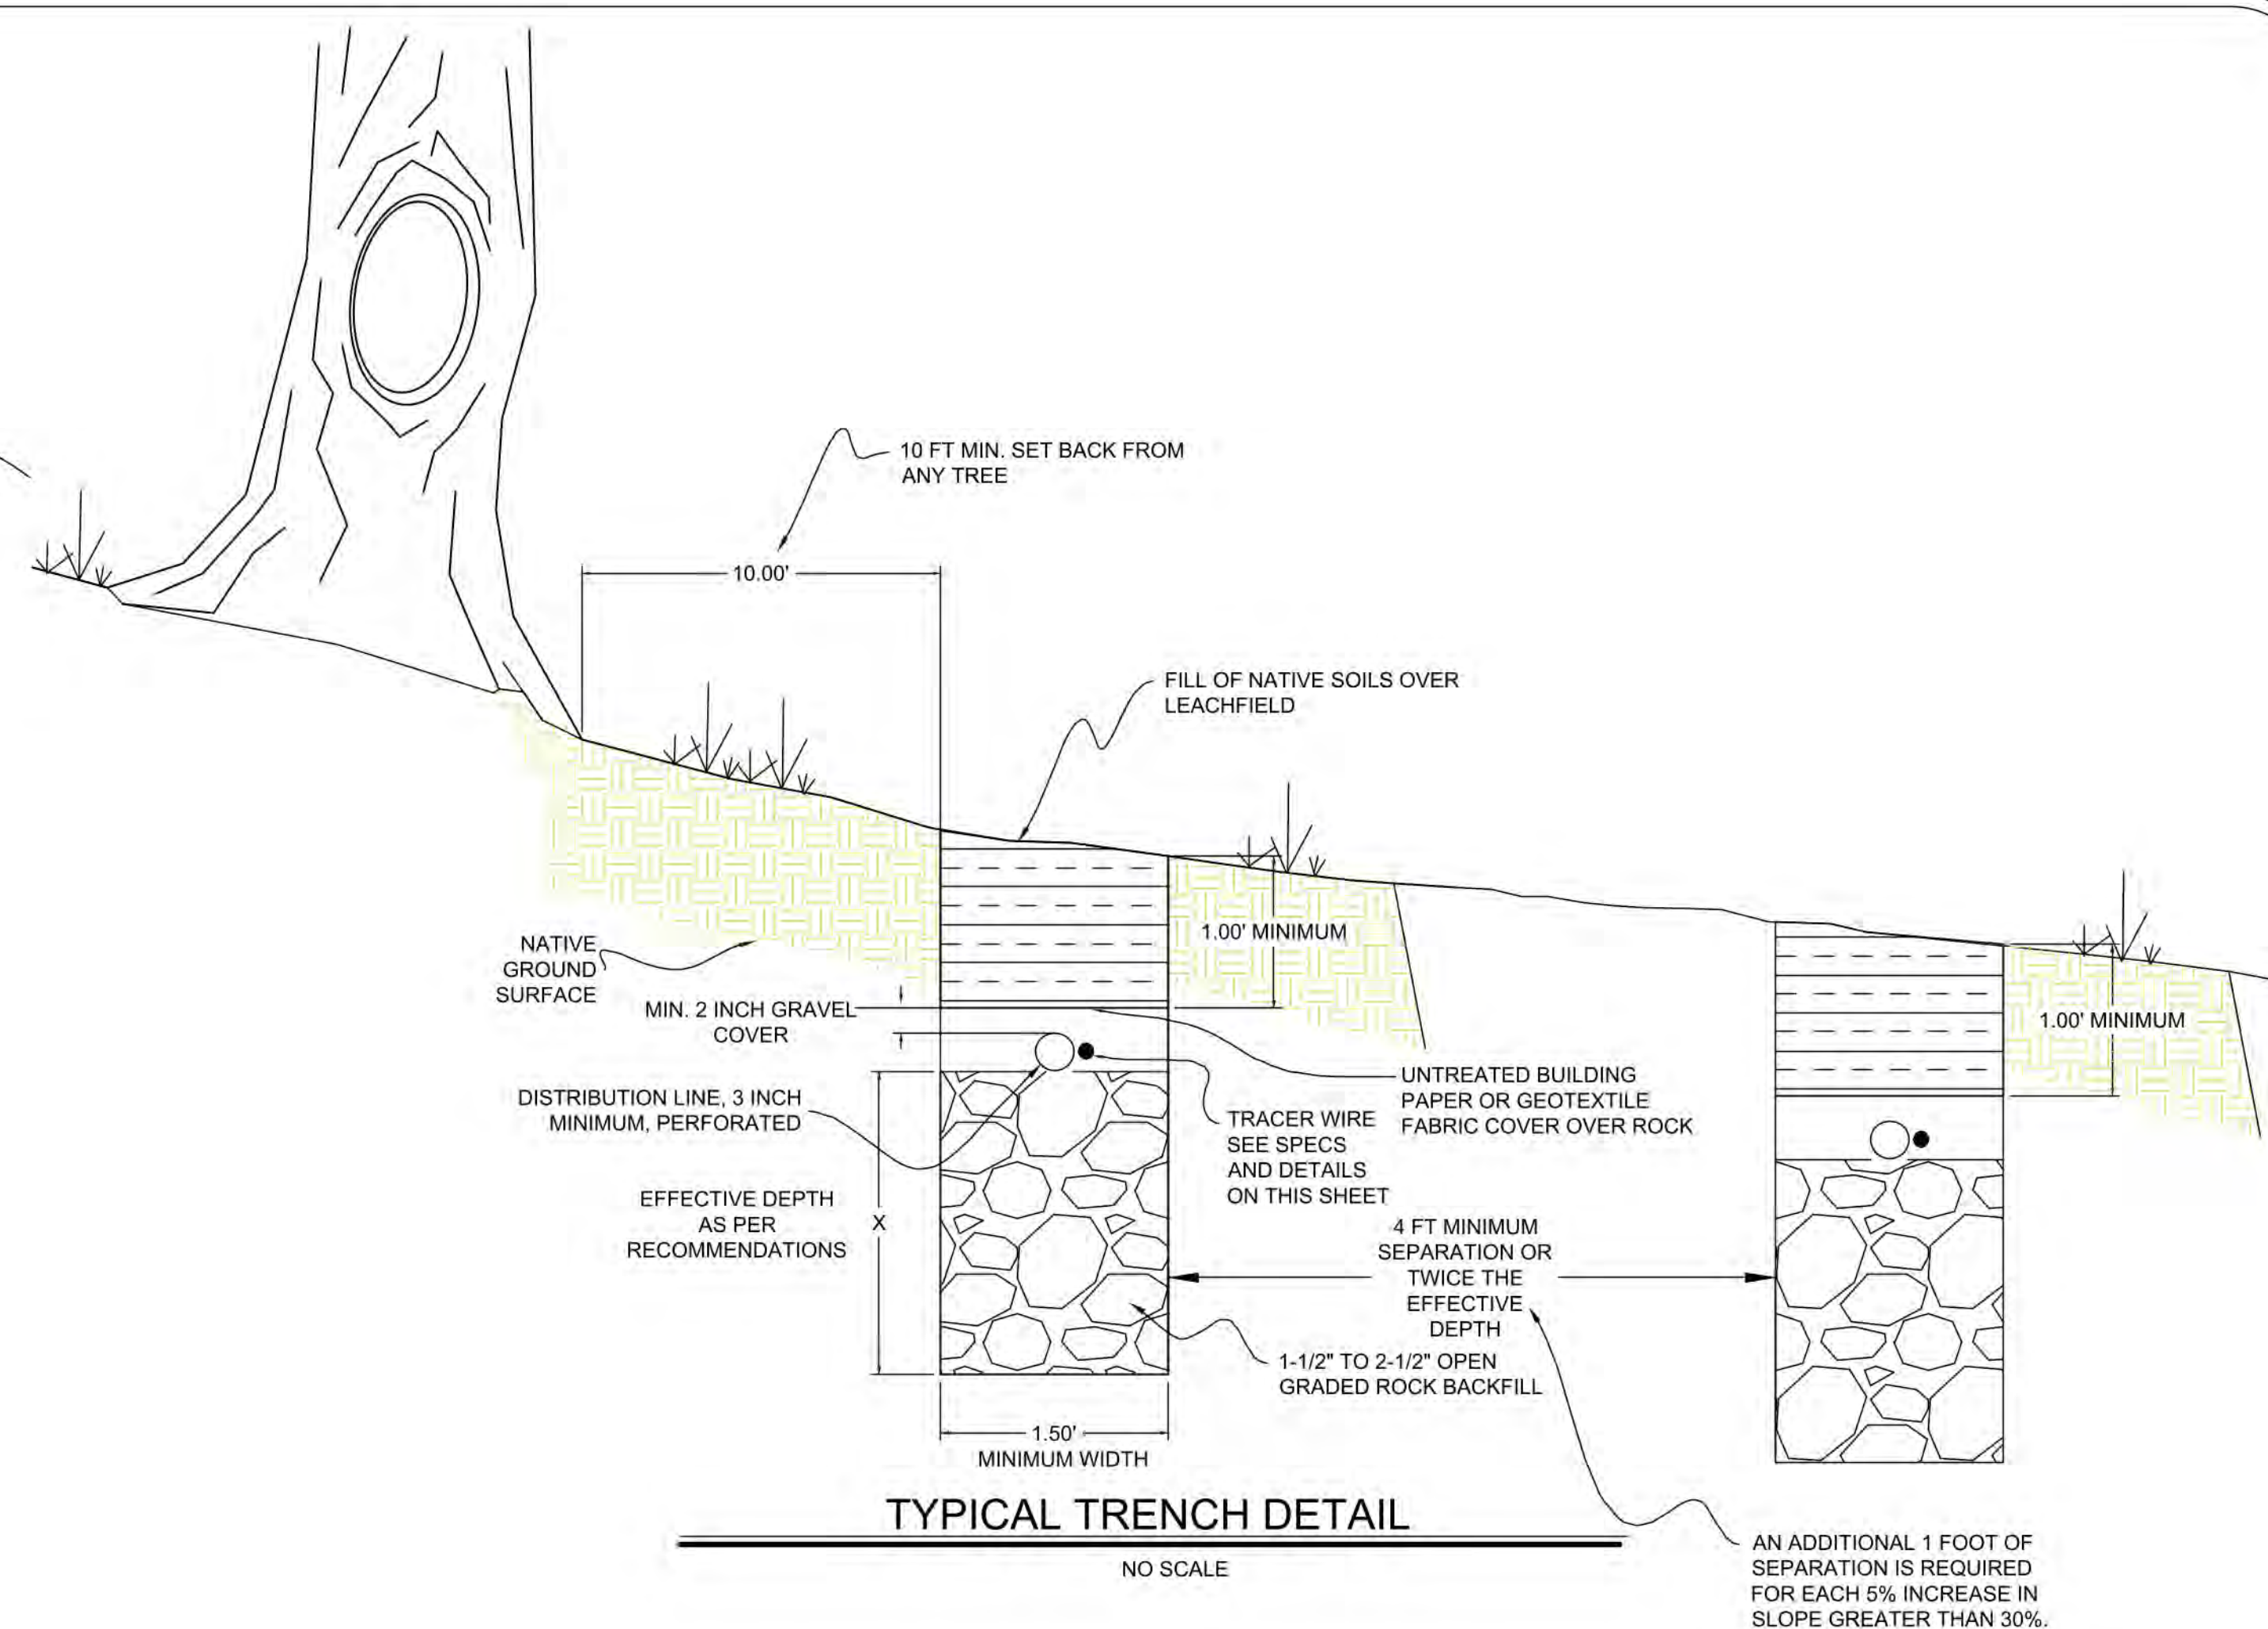 10 FT MIN. SET BACK FROM
ANY TREE
10.00'
FILL OF NATIVE SOILS OVER
LEACHFIELD
1.00' MINIMUM
NATIVE
GROUND
SURFACE
MIN. 2 INCH GRAVEL
COVER
1.00' MINIMUM
DISTRIBUTION LINE, 3 INCH
MINIMUM, PERFORATED
UNTREATED BUILDING
PAPER OR GEOTEXTILE
FABRIC COVER OVER ROCK
TRACER WIRE
SEE SPECS
AND DETAILS
ON THIS SHEET
EFFECTIVE DEPTH
AS PER
RECOMMENDATIONS
X
4 FT MINIMUM
SEPARATION OR
TWICE THE
EFFECTIVE
DEPTH
1-1/2" TO 2-1/2" OPEN
GRADED ROCK BACKFILL
1.50'
MINIMUM WIDTH
TYPICAL TRENCH DETAIL
NO SCALE
AN ADDITIONAL 1 FOOT OF
SEPARATION IS REQUIRED
FOR EACH 5% INCREASE IN
SLOPE GREATER THAN 30%.